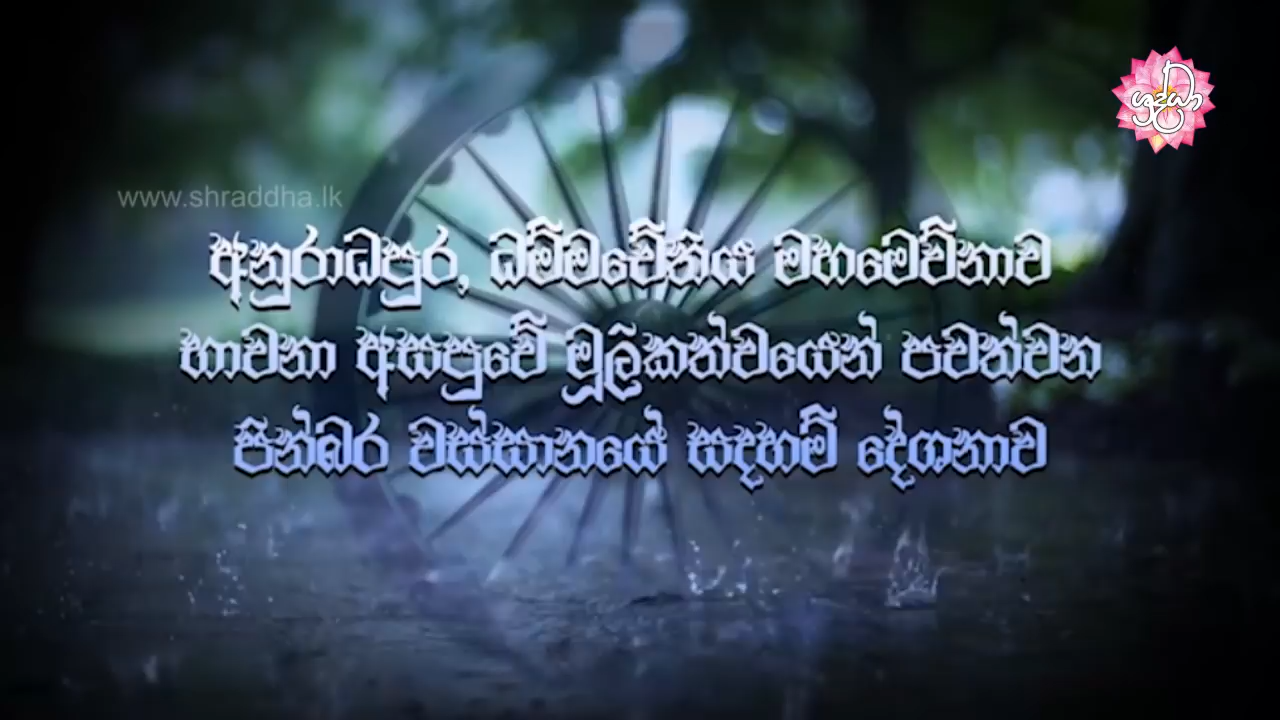 ශ්‍රද්ධා
www.shraddha.lk
අනුරාධපුර, ධම්මචේතිය මහමෙව්නාව
භාවනා අසපුවේ මූලිකත්වයෙන් පවත්වන
පින්බර වස්සානයේ සදහම් දේශනාව